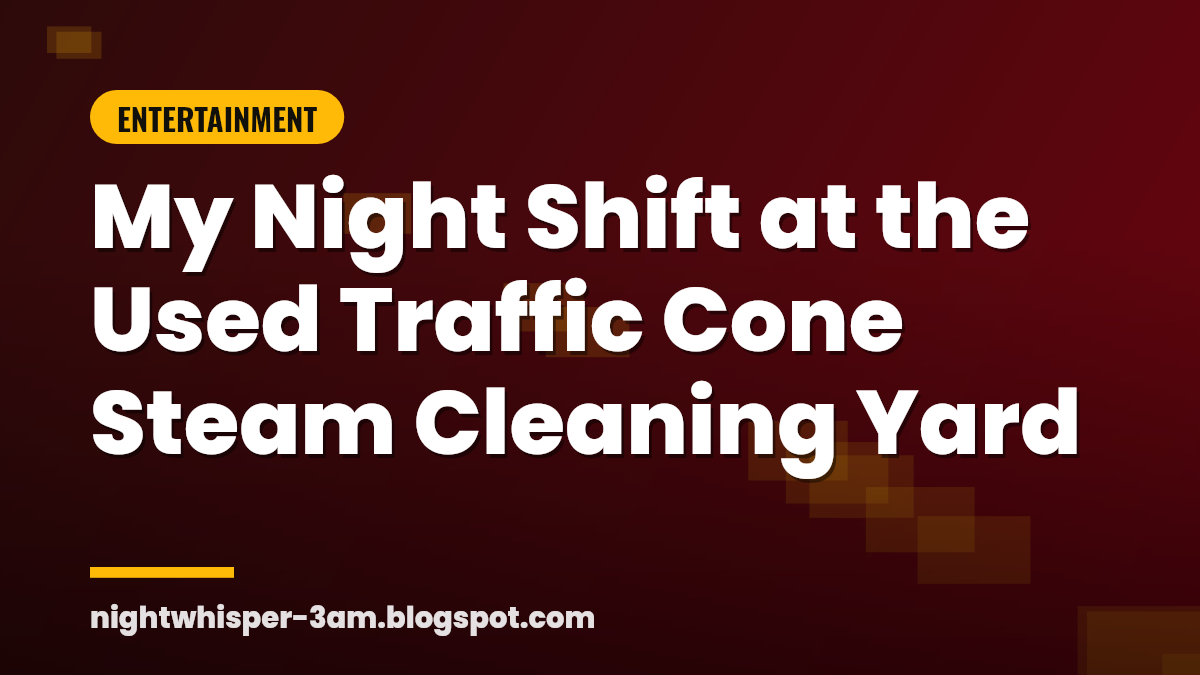 ENTERTAINMENT
My Night Shift at the
Used Traffic Cone
Steam Cleaning Yard
nightwhisper-3am.blogspot.com